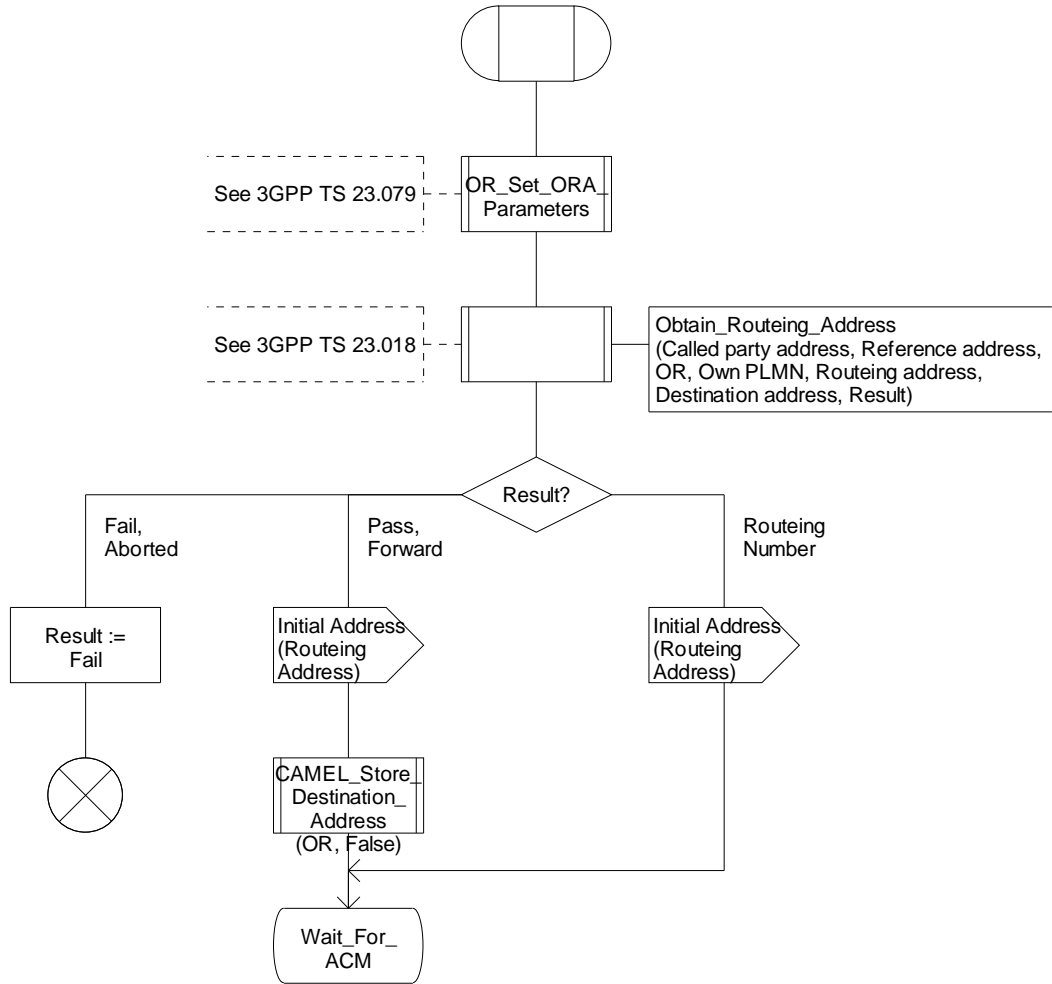 See 3GPP TS 23.079
OR_Set_ORA_
Parameters
See 3GPP TS 23.018
Obtain_Routeing_Address
(Called party address, Reference address,
OR, Own PLMN, Routeing address,
Destination address, Result)
Result?
Fail,
Aborted
Pass,
Forward
Routeing
Number
Result :=
Fail
Initial Address
(Routeing
Address)
Initial Address
(Routeing
Address)
CAMEL_Store_
Destination_
Address
(OR, False)
Wait_For_
ACM